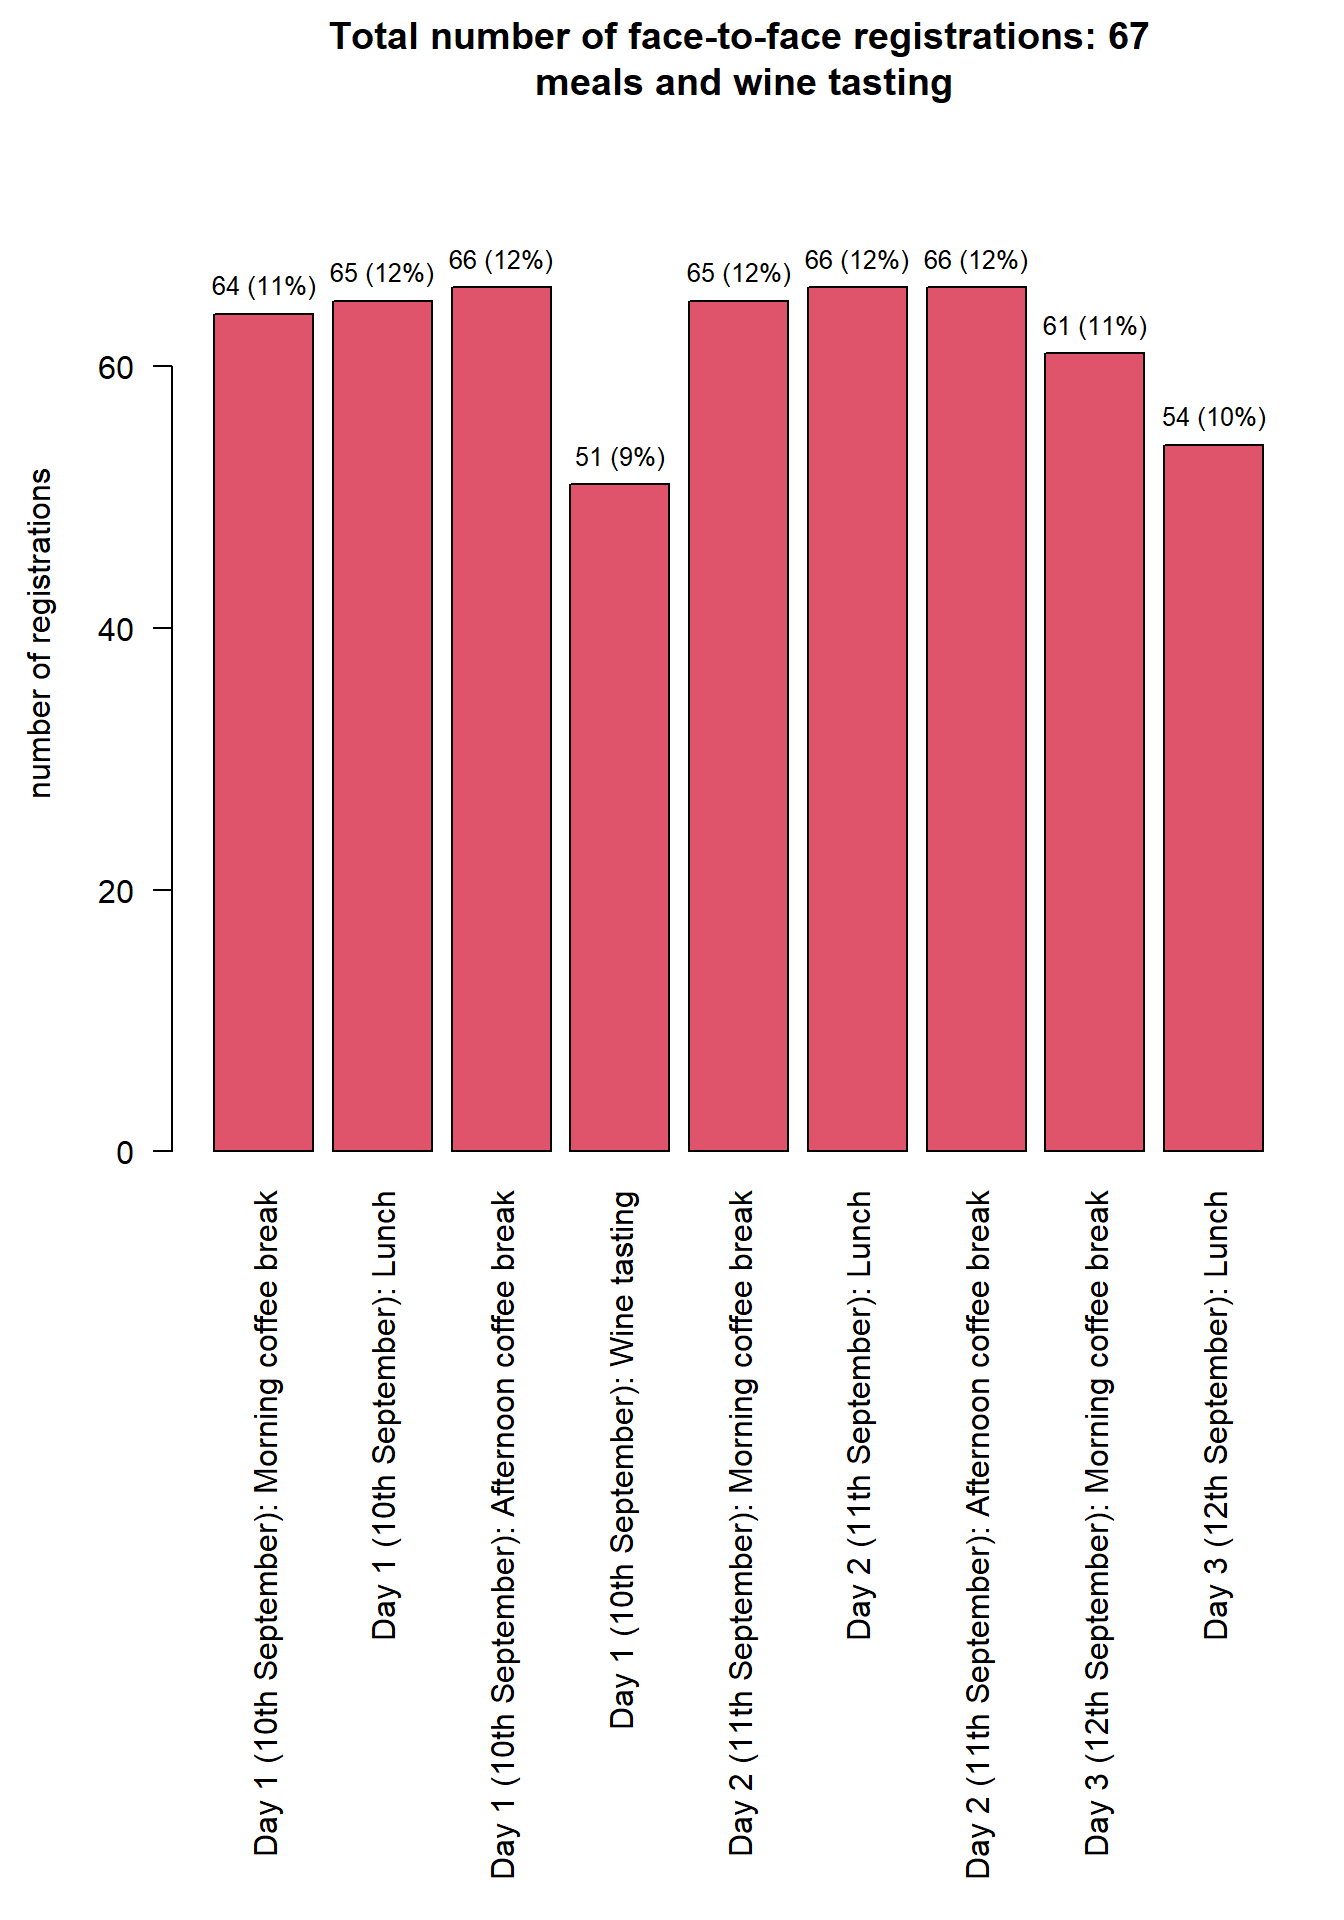 Total number of face-to-face registrations: 67
meals and wine tasting
number of registrations
60
40
20
0
64 (11%)
65 (12%)
66 (12%)
51 (9%)
65 (12%)
66 (12%)
66 (12%)
61 (11%)
54 (10%)
Day 1 (10th September): Morning coffee break
Day 1 (10th September): Lunch
Day 1 (10th September): Afternoon coffee break
Day 1 (10th September): Wine tasting
Day 2 (11th September): Morning coffee break
Day 2 (11th September): Lunch
Day 2 (11th September): Afternoon coffee break
Day 3 (12th September): Morning coffee break
Day 3 (12th September): Lunch